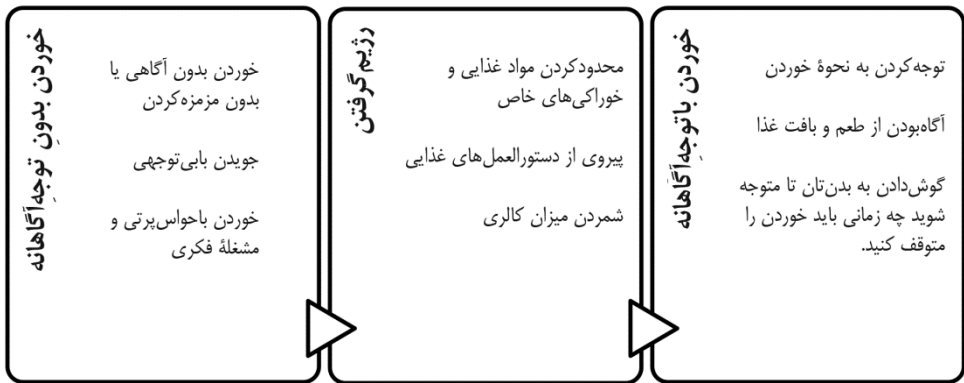 خوردن بدونِ توجهِ‌آگاهانه
خوردن بدون آگاهی یا
بدون مزمزه‌کردن
جویدن بابی‌توجهی
خوردن باحواس‌پرتی و
مشغلهٔ فکری
رژیم‌گرفتن
محدودکردن مواد غذایی و
خوراکی‌های خاص
پیروی از دستورالعمل‌های غذایی
شمردن میزان کالری
خوردن باتوجهِ‌آگاهانه
توجه‌کردن به نحوهٔ خوردن
آگاه‌بودن از طعم و بافت غذا
گوش‌دادن به بدن‌تان تا متوجه
شوید چه زمانی باید خوردن را
متوقف کنید.